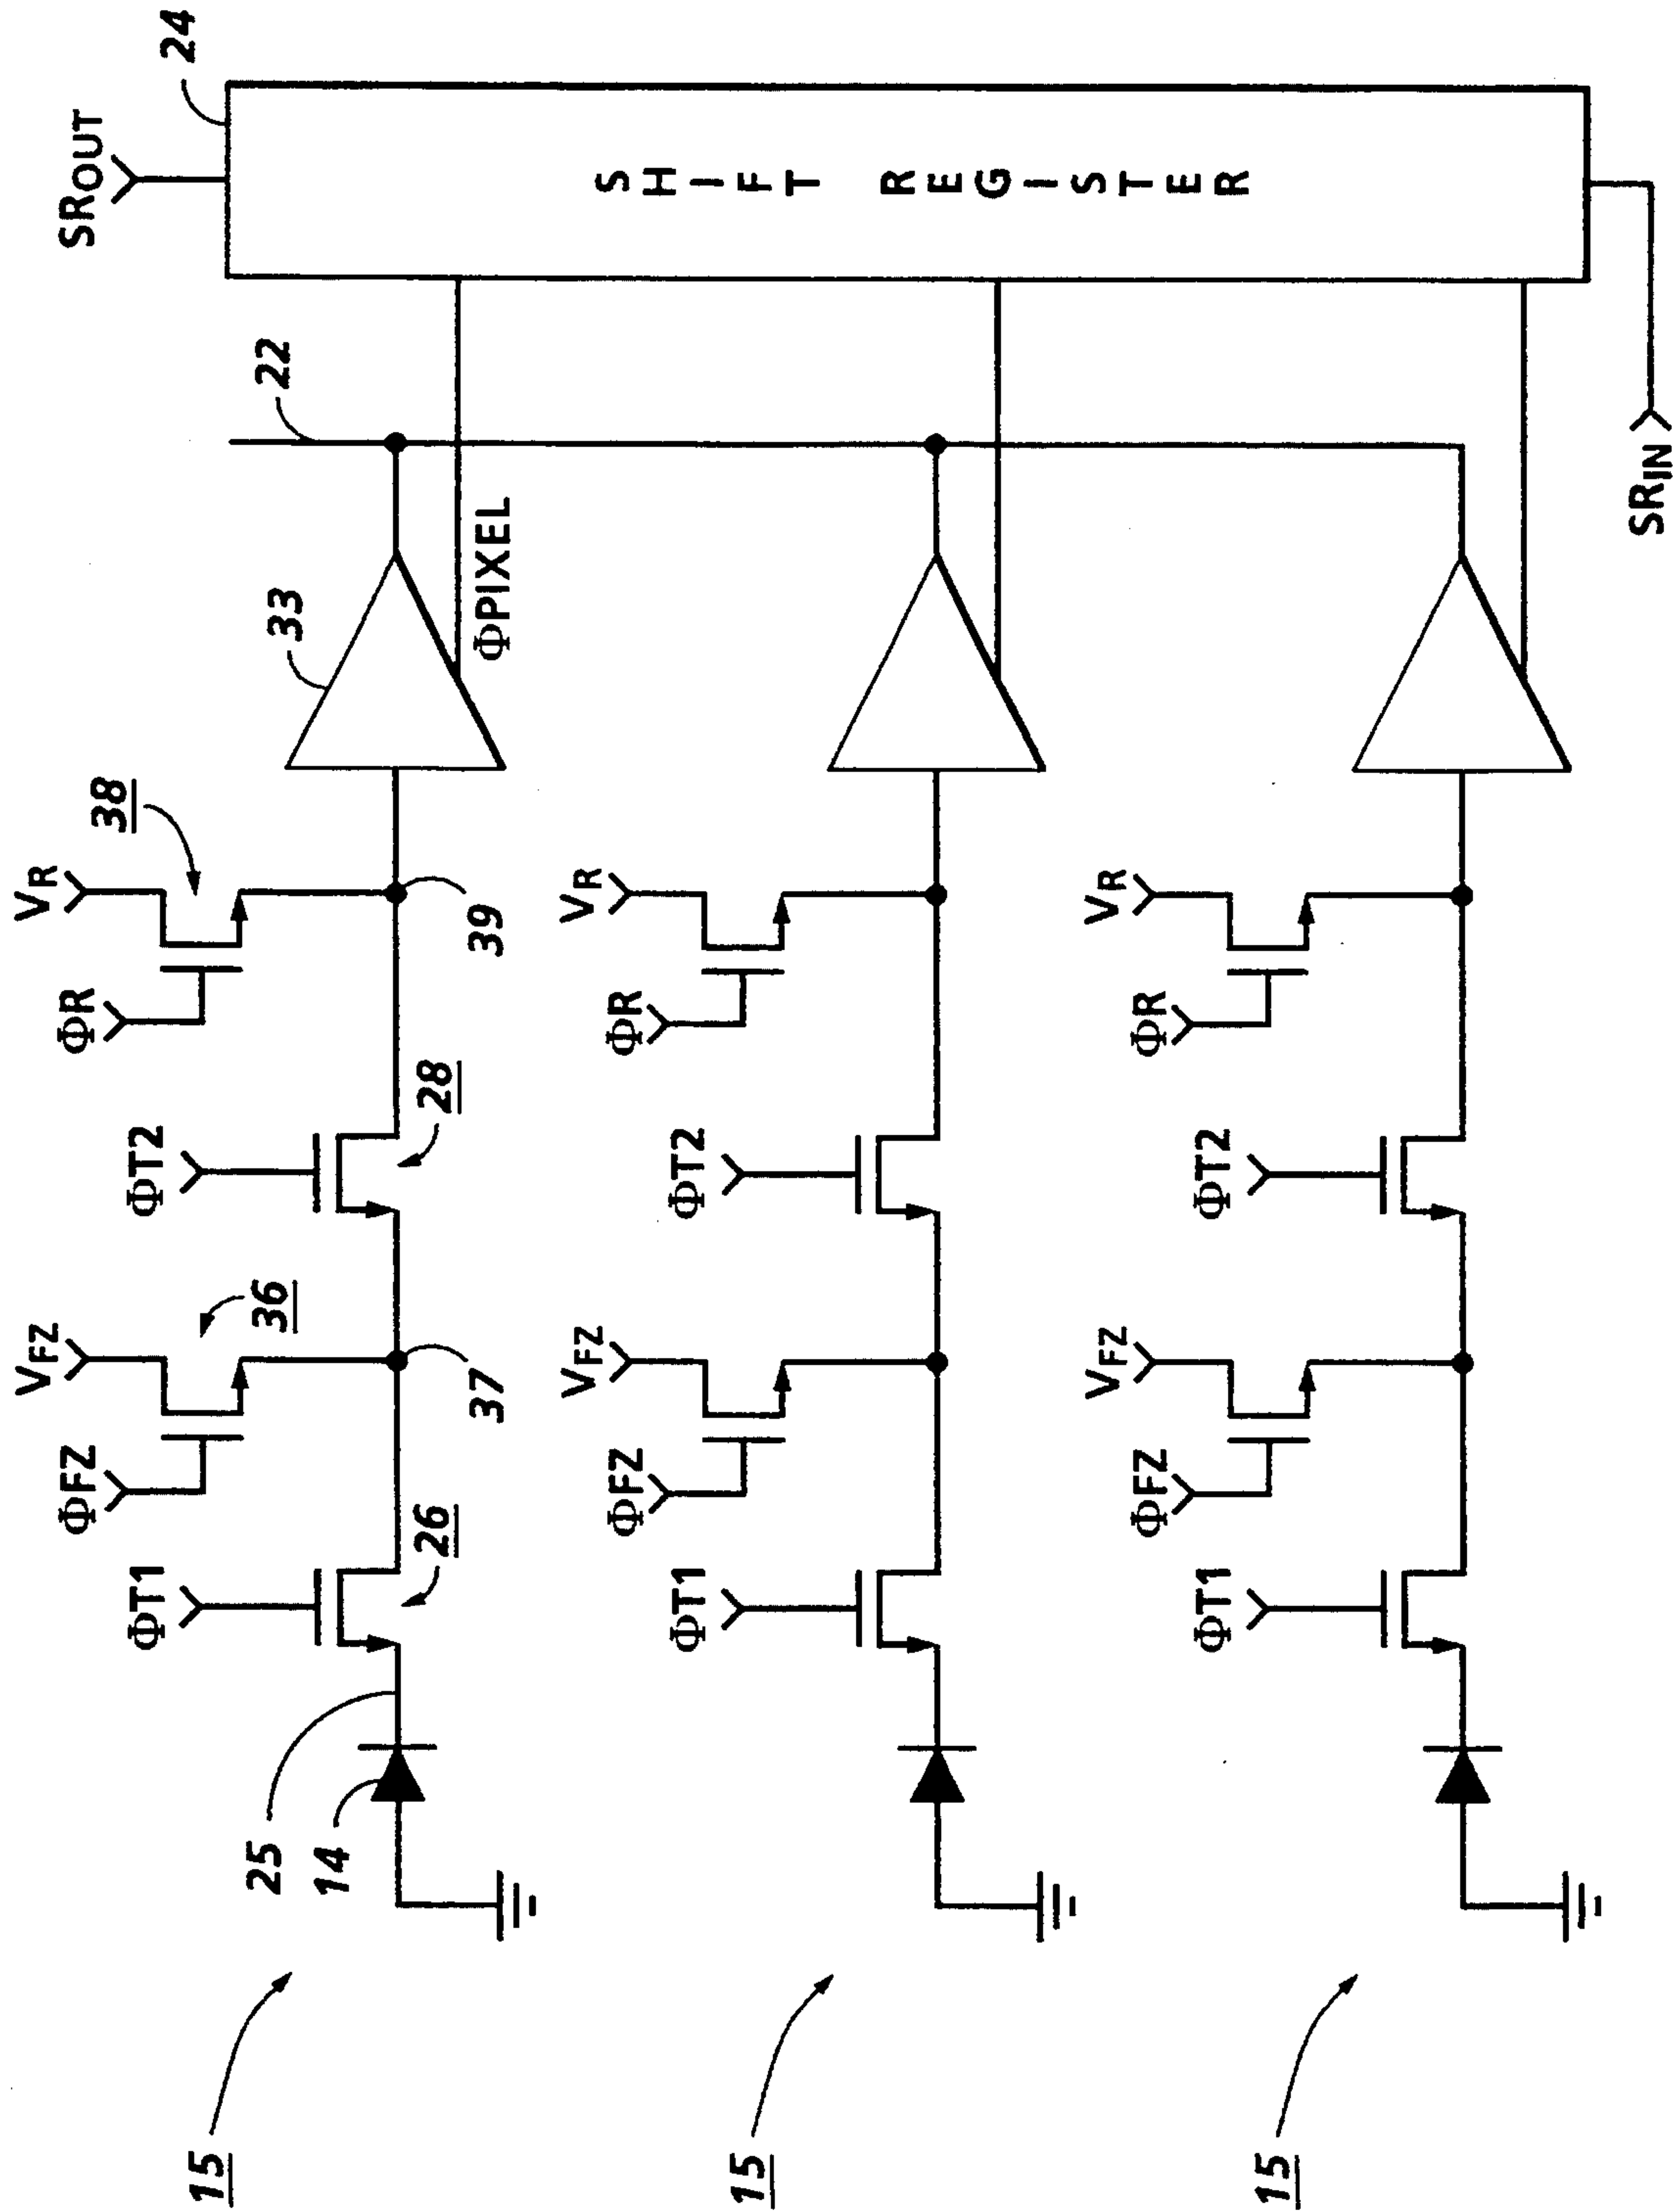 VFZ
VR
SROUT
ΦFZ
ΦR
38
ΦT1
ΦT2
24
15
25
36
22
33
14
26
28
37
39
ΦPIXEL
VFZ
VR
ΦFZ
ΦR
ΦT1
ΦT2
15
SHIFT REGISTER
VFZ
VR
ΦFZ
ΦR
ΦT1
ΦT2
15
SRIN